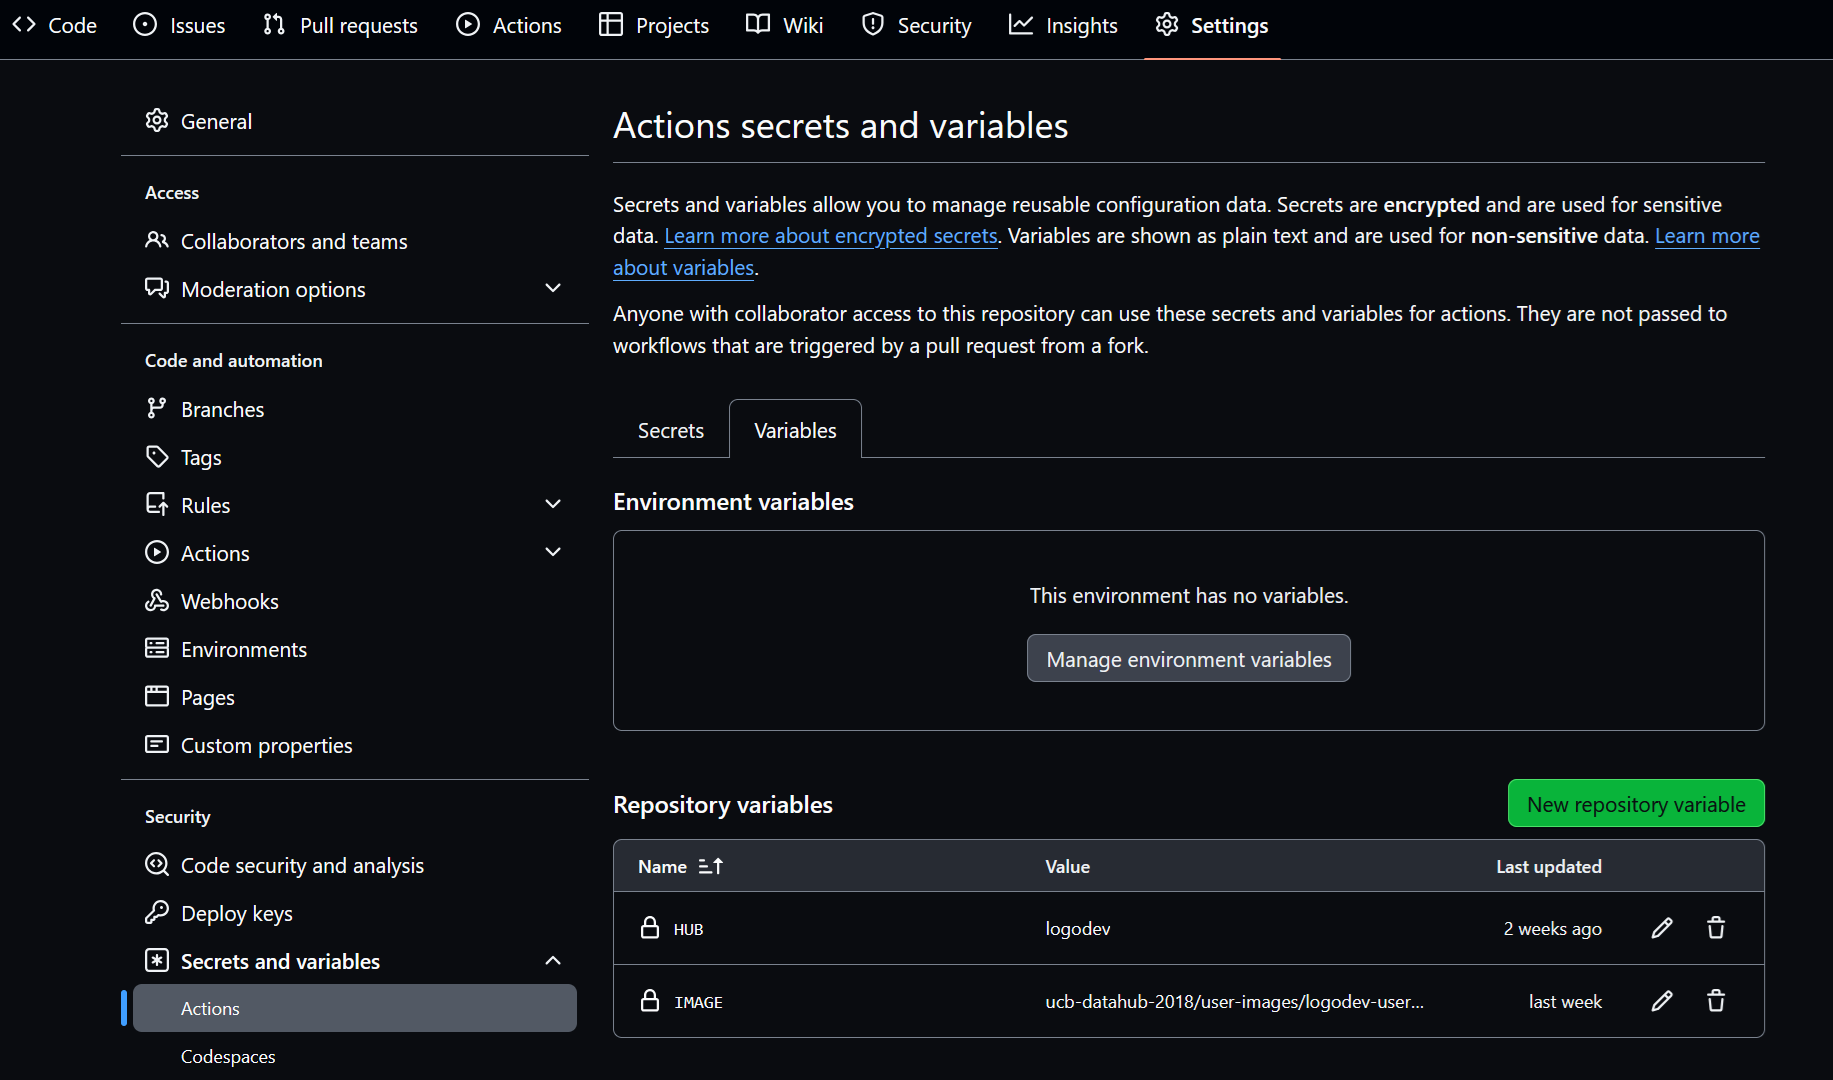 Code Issues Pull requests Actions Projects Wiki Security Insights Settings
General
Access
Collaborators and teams
Moderation options
Code and automation
Branches
Tags
Rules
Actions
Webhooks
Environments
Pages
Custom properties
Security
Code security and analysis
Deploy keys
Secrets and variables
Actions
Codespaces
Actions secrets and variables
Secrets and variables allow you to manage reusable configuration data. Secrets are encrypted and are used for sensitive
data. Learn more about encrypted secrets. Variables are shown as plain text and are used for non-sensitive data. Learn more
about variables.
Anyone with collaborator access to this repository can use these secrets and variables for actions. They are not passed to
workflows that are triggered by a pull request from a fork.
Secrets Variables
Environment variables
This environment has no variables.
Manage environment variables
Repository variables New repository variable
Name Value Last updated
HUB logodev 2 weeks ago
IMAGE ucb-datahub-2018/user-images/logodev-user... last week